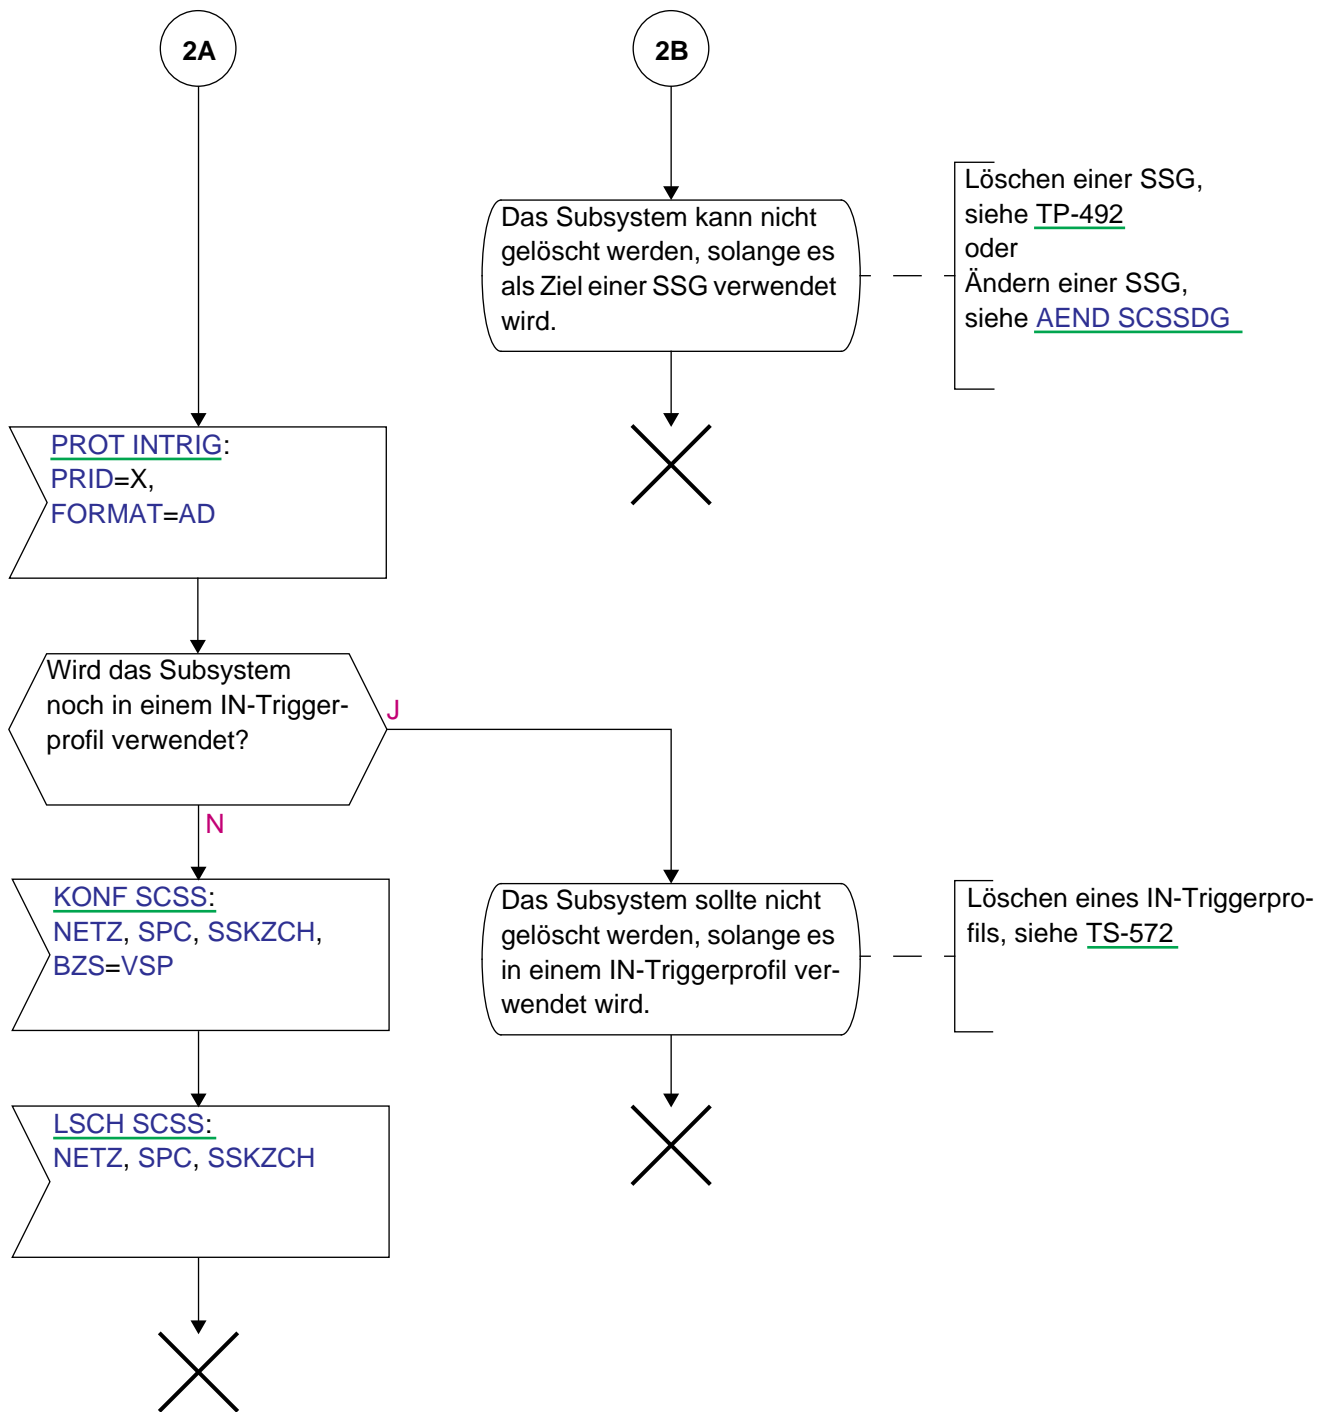 2A
2B
Das Subsystem kann nicht
gelöscht werden, solange es
als Ziel einer SSG verwendet
wird.
Löschen einer SSG,
siehe TP-492
oder
Ändern einer SSG,
siehe AEND SCSSDG
PROT INTRIG:
PRID=X,
FORMAT=AD
Wird das Subsystem
noch in einem IN-Trigger-
profil verwendet?
J
N
KONF SCSS:
NETZ, SPC, SSKZCH,
BZS=VSP
Das Subsystem sollte nicht
gelöscht werden, solange es
in einem IN-Triggerprofil ver-
wendet wird.
Löschen eines IN-Triggerpro-
fils, siehe TS-572
LSCH SCSS:
NETZ, SPC, SSKZCH